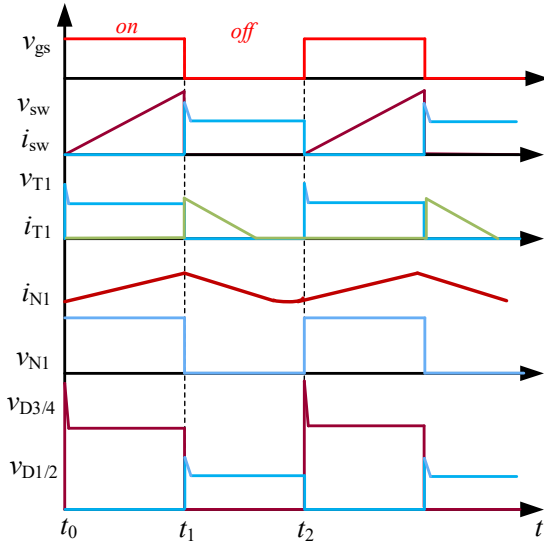 on
off
vgs
vsw
isw
vT1
iT1
iN1
vN1
vD3/4
vD1/2
t0
t1
t2
t